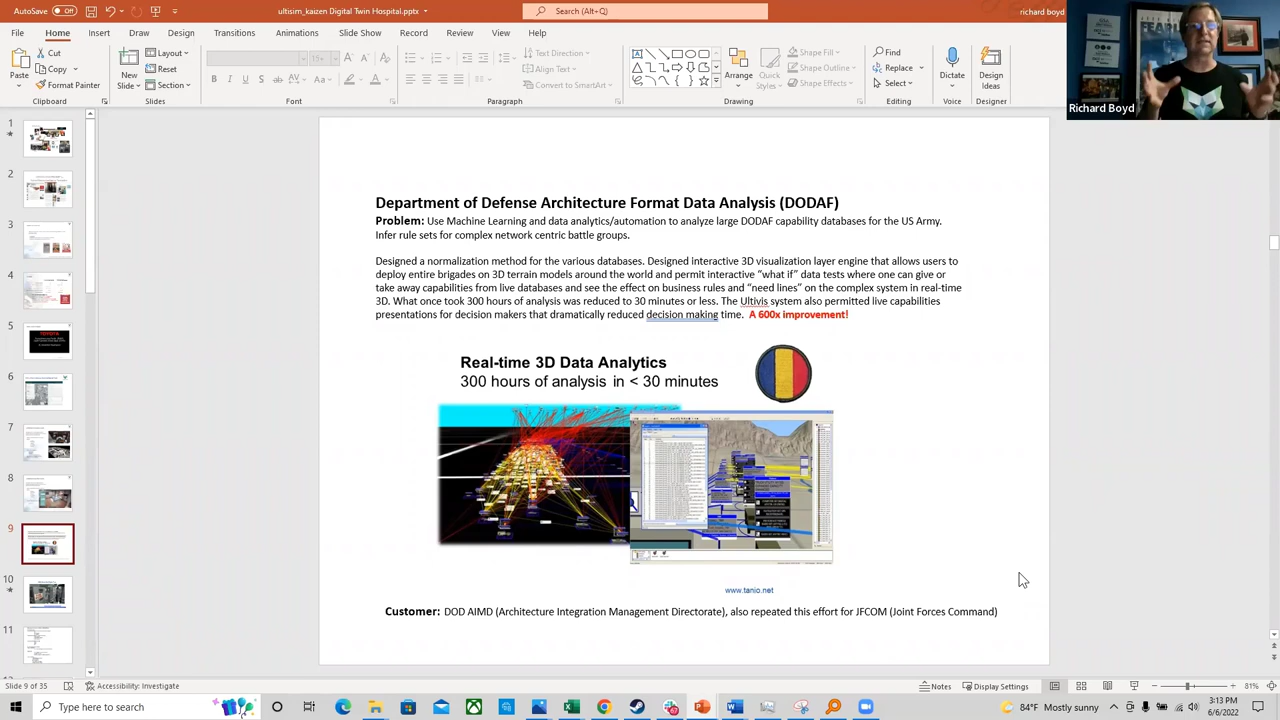 ultisim_kaizen Digital Twin Hospital.pptx
Search (Alt+Q)
richard boyd
File Home Insert Draw Design Transitions Animations Slide Show Record Review View Help
Paste
Cut
Copy
Format Painter
Clipboard
New
Slide
Layout
Reset
Section
Slides
Font
Text Direction
Align Text
Convert to SmartArt
Paragraph
Arrange
Quick
Styles
Shape Fill
Shape Outline
Shape Effects
Drawing
Find
Replace
Select
Editing
Dictate
Voice
Design
Ideas
Designer
Richard Boyd
1
2
3
4
5
6
7
8
9
10
Department of Defense Architecture Format Data Analysis (DODAF)
Problem: Use Machine Learning and data analytics/automation to analyze large DODAF capability databases for the US Army.
Infer rule sets for complex network centric battle groups.
Designed a normalization method for the various databases. Designed interactive 3D visualization layer engine that allows users to
deploy entire brigades on 3D terrain models around the world and permit interactive “what if” data tests where one can give or
take away capabilities from live databases and see the effect on business rules and “need lines” on the complex system in real-time
3D. What once took 300 hours of analysis was reduced to 30 minutes or less. The Ultivis system also permitted live capabilities
presentations for decision makers that dramatically reduced decision making time. A 600x improvement!
Real-time 3D Data Analytics
300 hours of analysis in < 30 minutes
www.tanio.net
Customer: DOD AIMD (Architecture Integration Management Directorate), also repeated this effort for JFCOM (Joint Forces Command)
Slide 9 of 35
Accessibility: Investigate
Notes
Display Settings
81%
Type here to search
84°F Mostly sunny
3:13 PM
6/6/2022